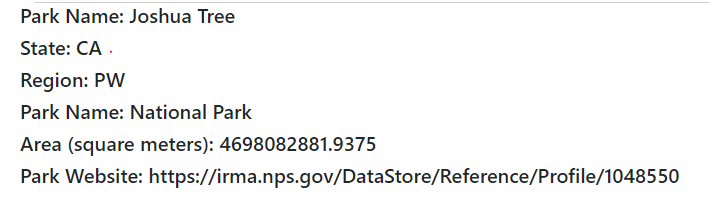 Park Name: Joshua Tree
State: CA
Region: PW
Park Name: National Park
Area (square meters): 4698082881.9375
Park Website: https://irma.nps.gov/DataStore/Reference/Profile/1048550